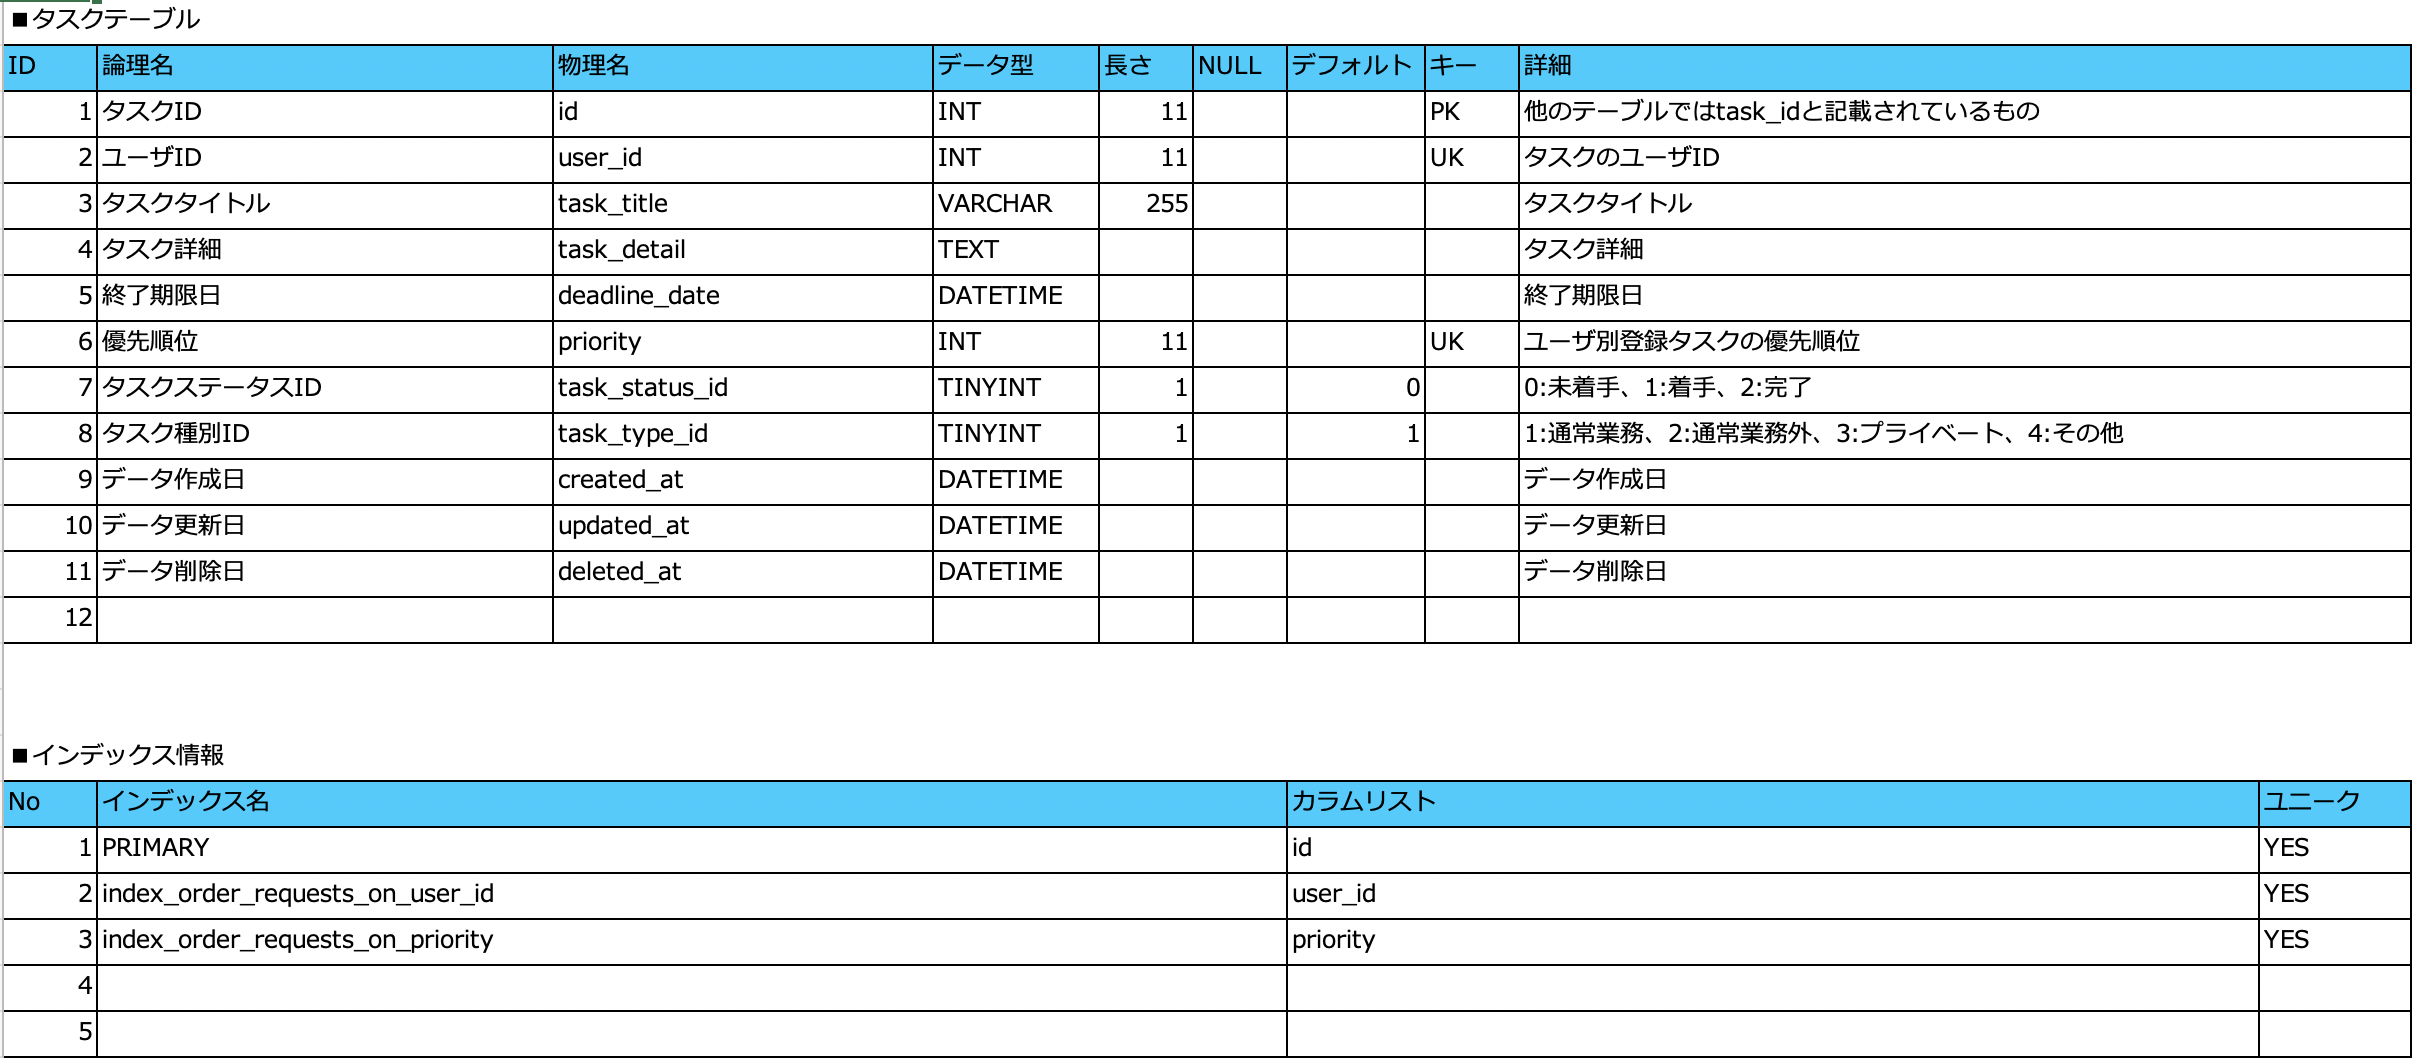 ■タスクテーブル
ID 論理名 物理名 データ型 長さ NULL デフォルト キー 詳細
1 タスクID id INT 11 PK 他のテーブルではtask_idと記載されているもの
2 ユーザID user_id INT 11 UK タスクのユーザID
3 タスクタイトル task_title VARCHAR 255 タスクタイトル
4 タスク詳細 task_detail TEXT タスク詳細
5 終了期限日 deadline_date DATETIME 終了期限日
6 優先順位 priority INT 11 UK ユーザ別登録タスクの優先順位
7 タスクステータスID task_status_id TINYINT 1 0 0:未着手、1:着手、2:完了
8 タスク種別ID task_type_id TINYINT 1 1 1:通常業務、2:通常業務外、3:プライベート、4:その他
9 データ作成日 created_at DATETIME データ作成日
10 データ更新日 updated_at DATETIME データ更新日
11 データ削除日 deleted_at DATETIME データ削除日
12
■インデックス情報
No インデックス名 カラムリスト ユニーク
1 PRIMARY id YES
2 index_order_requests_on_user_id user_id YES
3 index_order_requests_on_priority priority YES
4
5